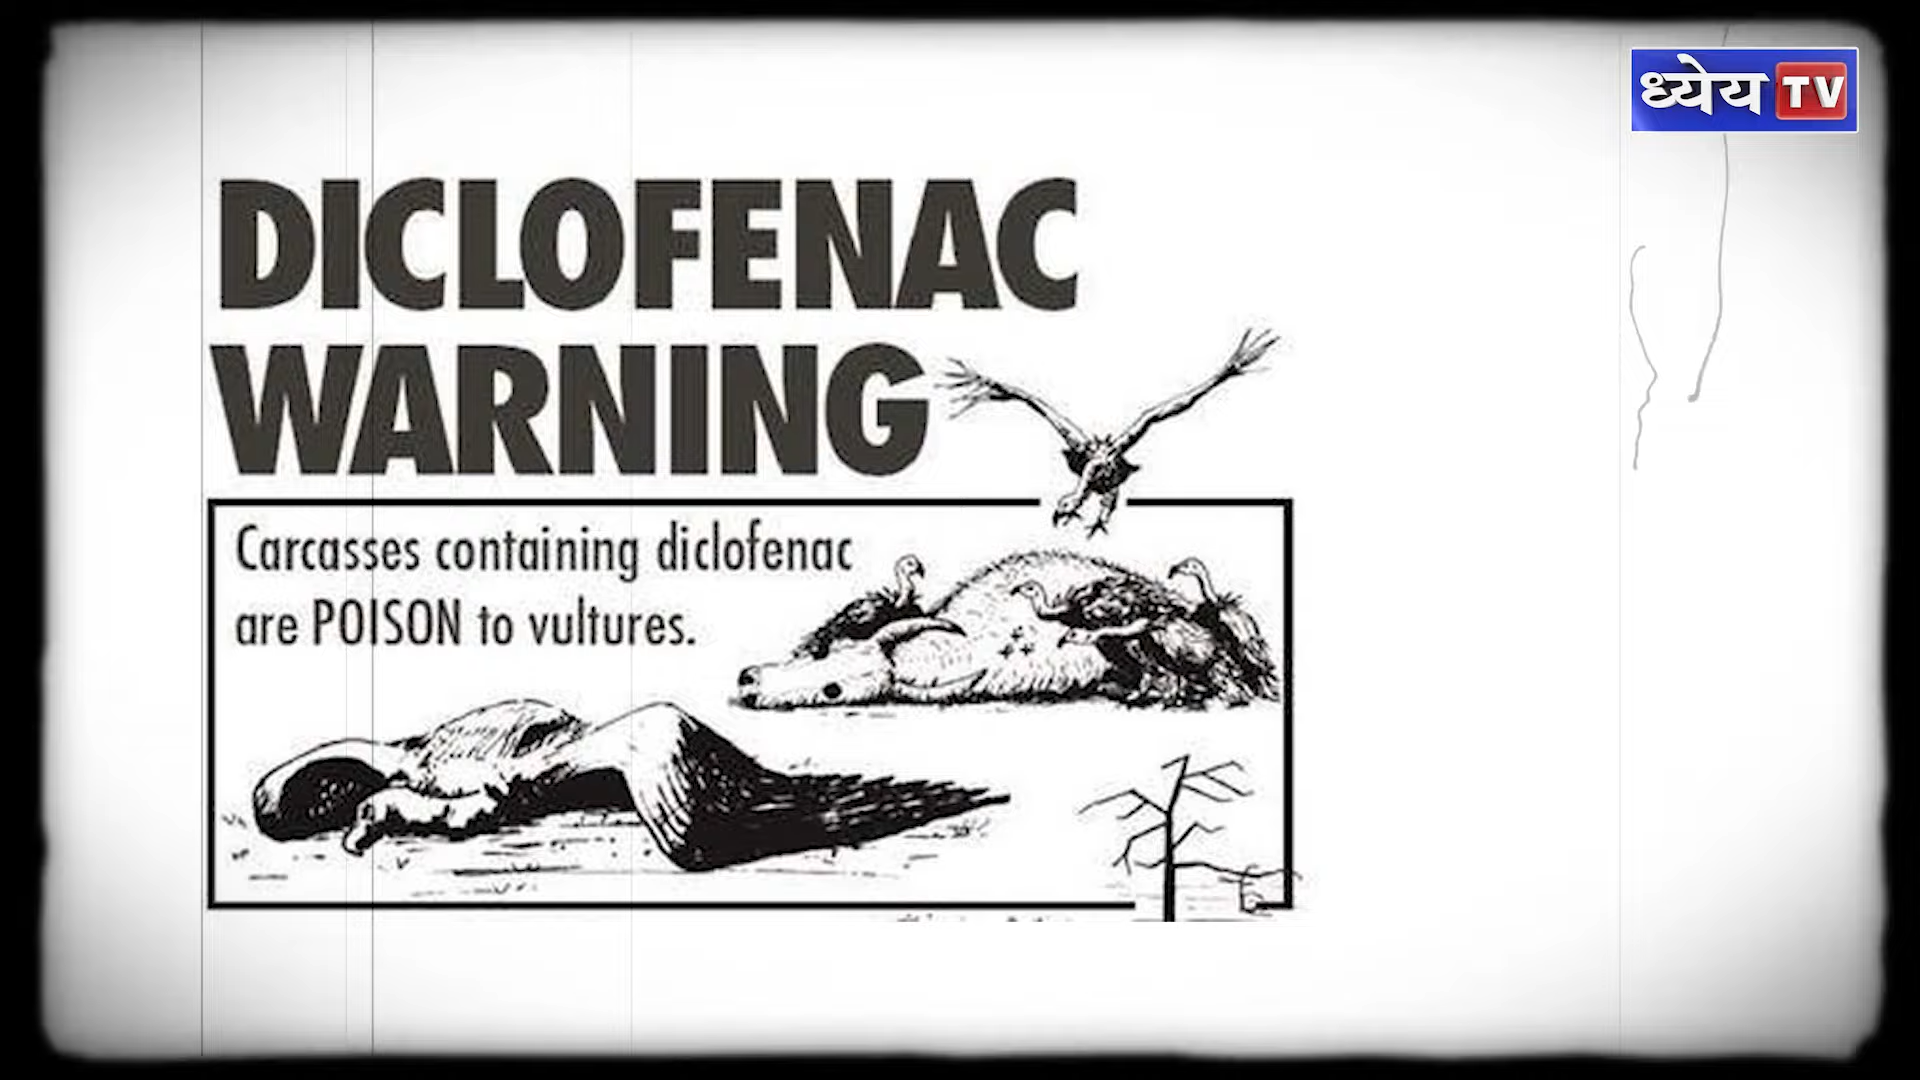 ध्येय TV
DICLOFENAC
WARNING
Carcasses containing diclofenac
are POISON to vultures.